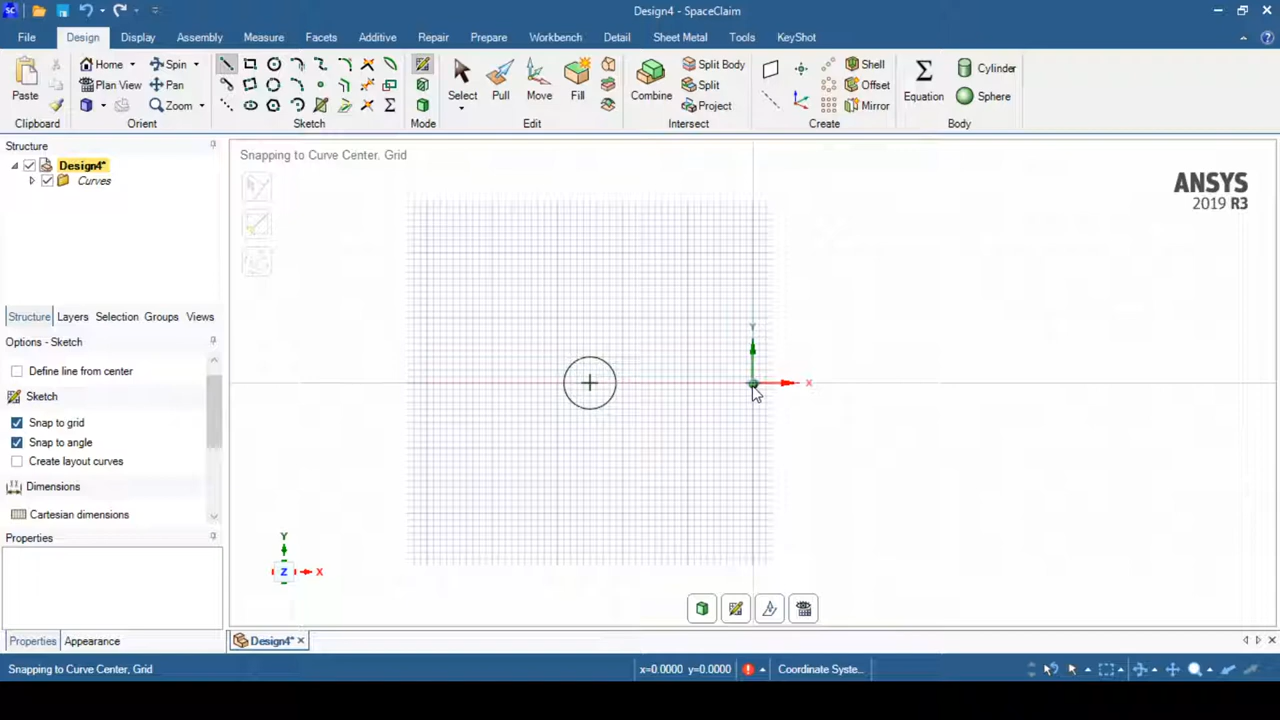 Design4 - SpaceClaim
File Design Display Assembly Measure Facets Additive Repair Prepare Workbench Detail Sheet Metal Tools KeyShot
Home Spin Split Body Shell Cylinder
Plan View Pan Split Offset
Paste Select Pull Move Fill Combine Equation
Zoom Project Mirror Sphere
Clipboard Orient Sketch Mode Edit Intersect Create Body
Structure
Snapping to Curve Center, Grid
Design4*
Curves
ANSYS
2019 R3
Structure Layers Selection Groups Views
Y
Options - Sketch
Define line from center
X
Sketch
Snap to grid
Snap to angle
Create layout curves
Dimensions
Cartesian dimensions
Properties
Y
Z X
Properties Appearance
Design4*
Snapping to Curve Center, Grid x=0.0000 y=0.0000 Coordinate Syste...